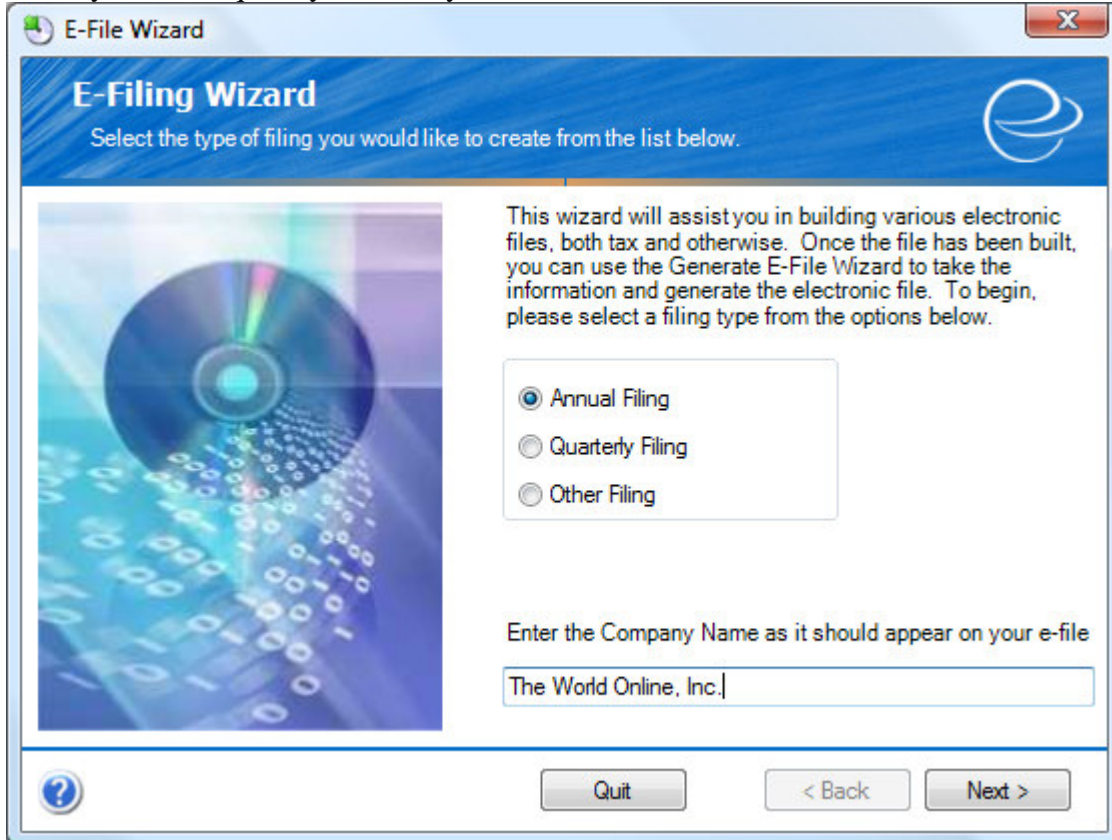 E-File Wizard
E-Filing Wizard
Select the type of filing you would like to create from the list below.
This wizard will assist you in building various electronic
files, both tax and otherwise. Once the file has been built,
you can use the Generate E-File Wizard to take the
information and generate the electronic file. To begin,
please select a filing type from the options below.
Annual Filing
Quarterly Filing
Other Filing
Enter the Company Name as it should appear on your e-file
The World Online, Inc.
Quit
< Back
Next >